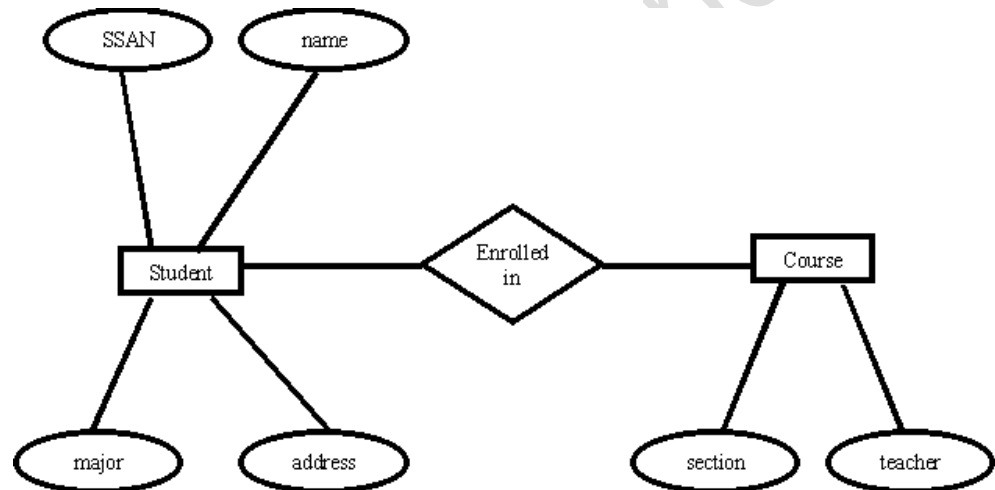 SSAN
name
Student
Enrolled
in
Course
major
address
section
teacher